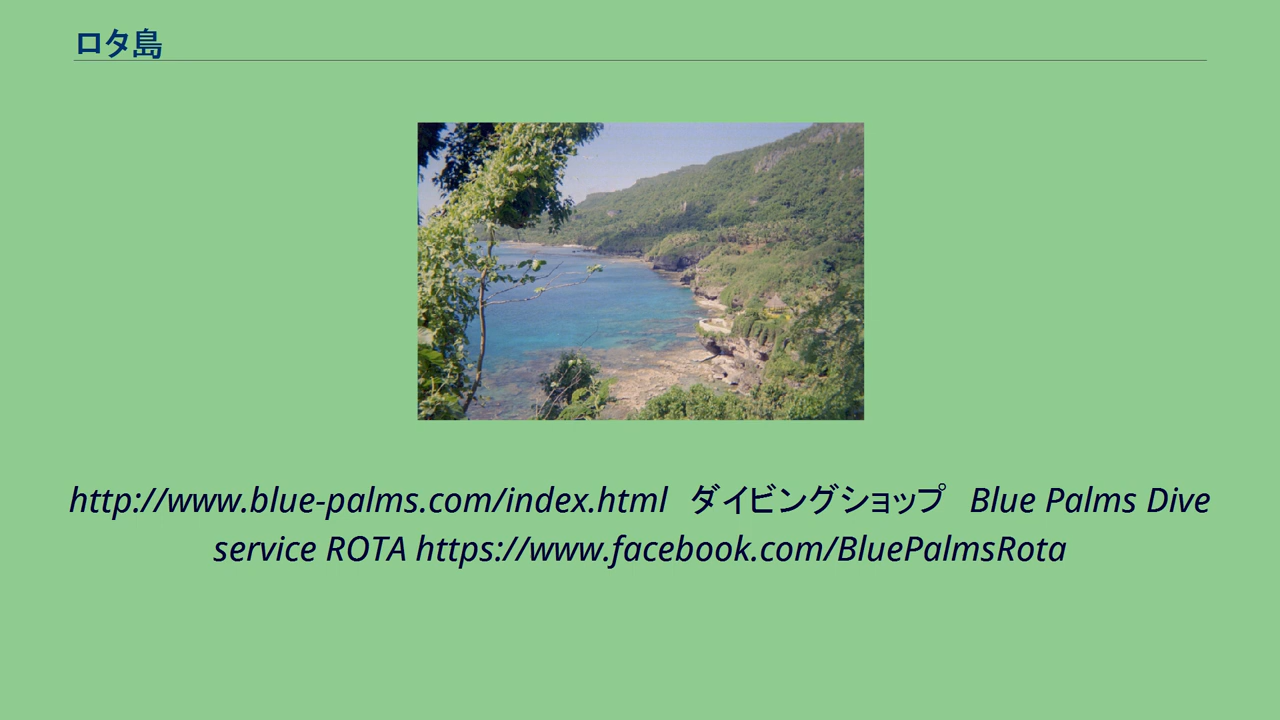 ロタ島
http://www.blue-palms.com/index.html ダイビングショップ Blue Palms Dive
service ROTA https://www.facebook.com/BluePalmsRota